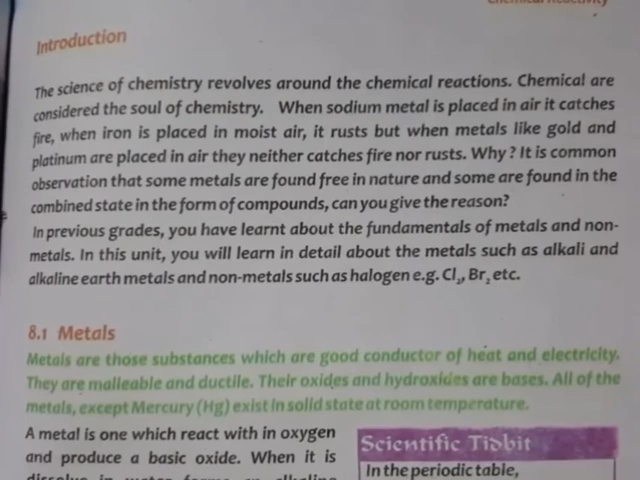 Chemical Reactivity
Introduction
The science of chemistry revolves around the chemical reactions. Chemical are
considered the soul of chemistry. When sodium metal is placed in air it catches
fire, when iron is placed in moist air, it rusts but when metals like gold and
platinum are placed in air they neither catches fire nor rusts. Why ? It is common
observation that some metals are found free in nature and some are found in the
combined state in the form of compounds, can you give the reason?
In previous grades, you have learnt about the fundamentals of metals and non-
metals. In this unit, you will learn in detail about the metals such as alkali and
alkaline earth metals and non-metals such as halogen e.g. Cl₂, Br₂ etc.
8.1 Metals
Metals are those substances which are good conductor of heat and electricity.
They are malleable and ductile. Their oxides and hydroxides are bases. All of the
metals, except Mercury (Hg) exist in solid state at room temperature.
A metal is one which react with in oxygen
and produce a basic oxide. When it is
dissolve in water forms an alkaline
Scientific Tidbit
In the periodic table,